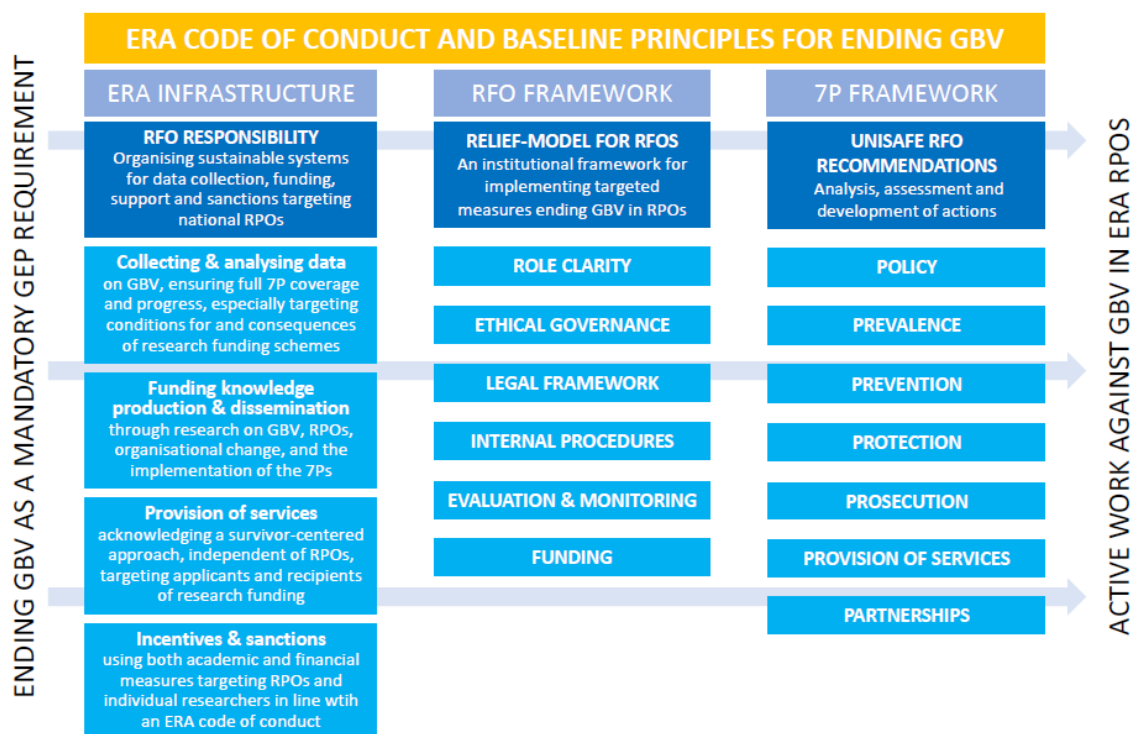 ERA CODE OF CONDUCT AND BASELINE PRINCIPLES FOR ENDING GBV
ENDING GBV AS A MANDATORY GEP REQUIREMENT
ERA INFRASTRUCTURE
RFO RESPONSIBILITY
Organising sustainable systems
for data collection, funding,
support and sanctions targeting
national RPOs
Collecting & analysing data
on GBV, ensuring full 7P coverage
and progress, especially targeting
conditions for and consequences
of research funding schemes
Funding knowledge
production & dissemination
through research on GBV, RPOs,
organisational change, and the
implementation of the 7Ps
Provision of services
acknowledging a survivor-centered
approach, independent of RPOs,
targeting applicants and recipients
of research funding
Incentives & sanctions
using both academic and financial
measures targeting RPOs and
individual researchers in line wtih
an ERA code of conduct
RFO FRAMEWORK
RELIEF-MODEL FOR RFOS
An institutional framework for
implementing targeted
measures ending GBV in RPOs
ROLE CLARITY
ETHICAL GOVERNANCE
LEGAL FRAMEWORK
INTERNAL PROCEDURES
EVALUATION & MONITORING
FUNDING
7P FRAMEWORK
UNISAFE RFO
RECOMMENDATIONS
Analysis, assessment and
development of actions
POLICY
PREVALENCE
PREVENTION
PROTECTION
PROSECUTION
PROVISION OF SERVICES
PARTNERSHIPS
ACTIVE WORK AGAINST GBV IN ERA RPOS